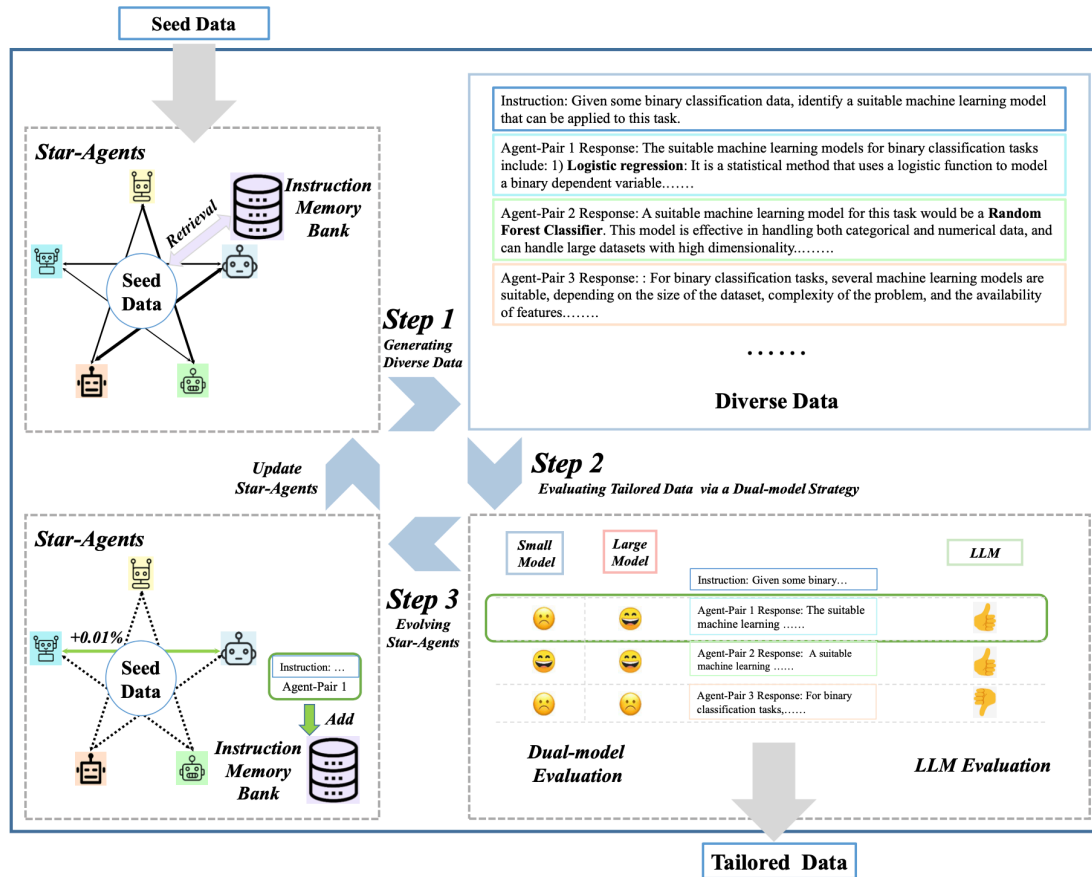 Seed Data
Star-Agents
Instruction
Memory
Bank
Retrieval
Seed
Data
Step 1
Generating
Diverse Data
Instruction: Given some binary classification data, identify a suitable machine learning model
that can be applied to this task.
Agent-Pair 1 Response: The suitable machine learning models for binary classification tasks
include: 1) Logistic regression: It is a statistical method that uses a logistic function to model
a binary dependent variable.……
Agent-Pair 2 Response: A suitable machine learning model for this task would be a Random
Forest Classifier. This model is effective in handling both categorical and numerical data, and
can handle large datasets with high dimensionality..……
Agent-Pair 3 Response: : For binary classification tasks, several machine learning models are
suitable, depending on the size of the dataset, complexity of the problem, and the availability
of features..……
……
Diverse Data
Update
Star-Agents
Step 2
Evaluating Tailored Data via a Dual-model Strategy
Small
Model
Large
Model
LLM
Instruction: Given some binary…
Agent-Pair 1 Response: The suitable
machine learning ……
Agent-Pair 2 Response: A suitable
machine learning ……
Agent-Pair 3 Response: For binary
classification tasks,……
Dual-model
Evaluation
LLM Evaluation
Step 3
Evolving
Star-Agents
Star-Agents
+0.01%
Seed
Data
Instruction: …
Agent-Pair 1
Add
Instruction
Memory
Bank
Tailored Data